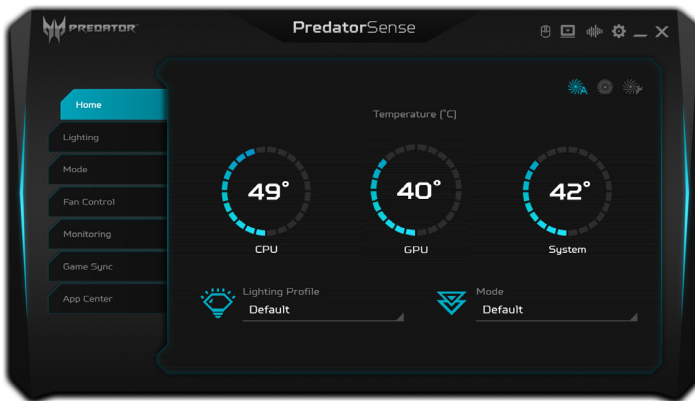 PREDATOR
PredatorSense
Home
Lighting
Mode
Fan Control
Monitoring
Game Sync
App Center
A
Temperature (°C)
49°
40°
42°
CPU
GPU
System
Lighting Profile
Default
Mode
Default